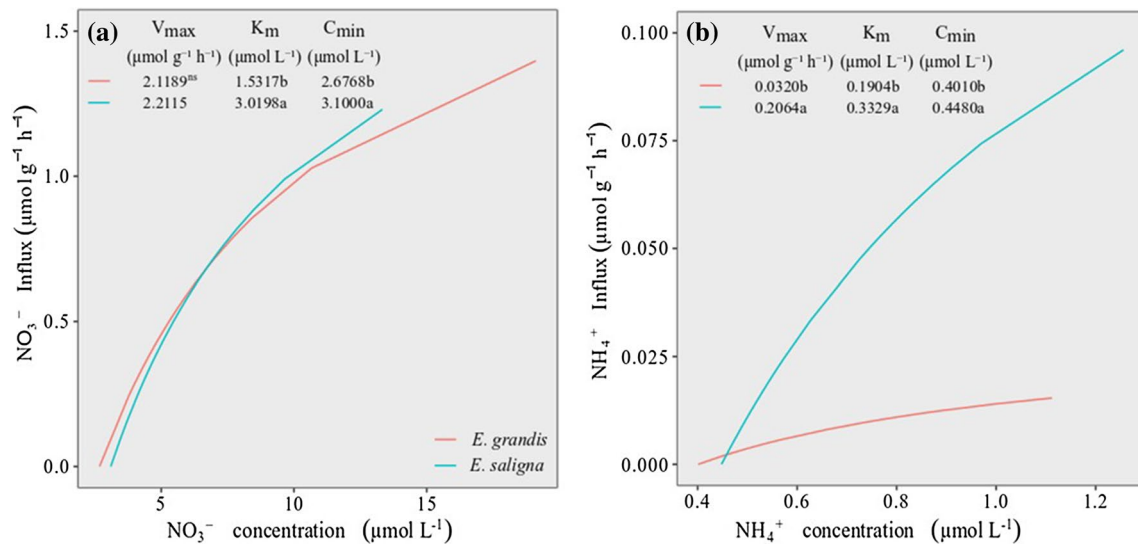 (a)
Vmax Km Cmin
(μmol g⁻¹ h⁻¹) (μmol L⁻¹) (μmol L⁻¹)
2.1189ⁿˢ 1.5317b 2.6768b
2.2115 3.0198a 3.1000a
1.5
1.0
0.5
0.0
NO₃⁻ Influx (μmol g⁻¹ h⁻¹)
E. grandis
E. saligna
5 10 15
NO₃⁻ concentration (μmol L⁻¹)
(b)
Vmax Km Cmin
(μmol g⁻¹ h⁻¹) (μmol L⁻¹) (μmol L⁻¹)
0.0320b 0.1904b 0.4010b
0.2064a 0.3329a 0.4480a
0.100
0.075
0.050
0.025
0.000
NH₄⁺ Influx (μmol g⁻¹ h⁻¹)
0.4 0.6 0.8 1.0 1.2
NH₄⁺ concentration (μmol L⁻¹)